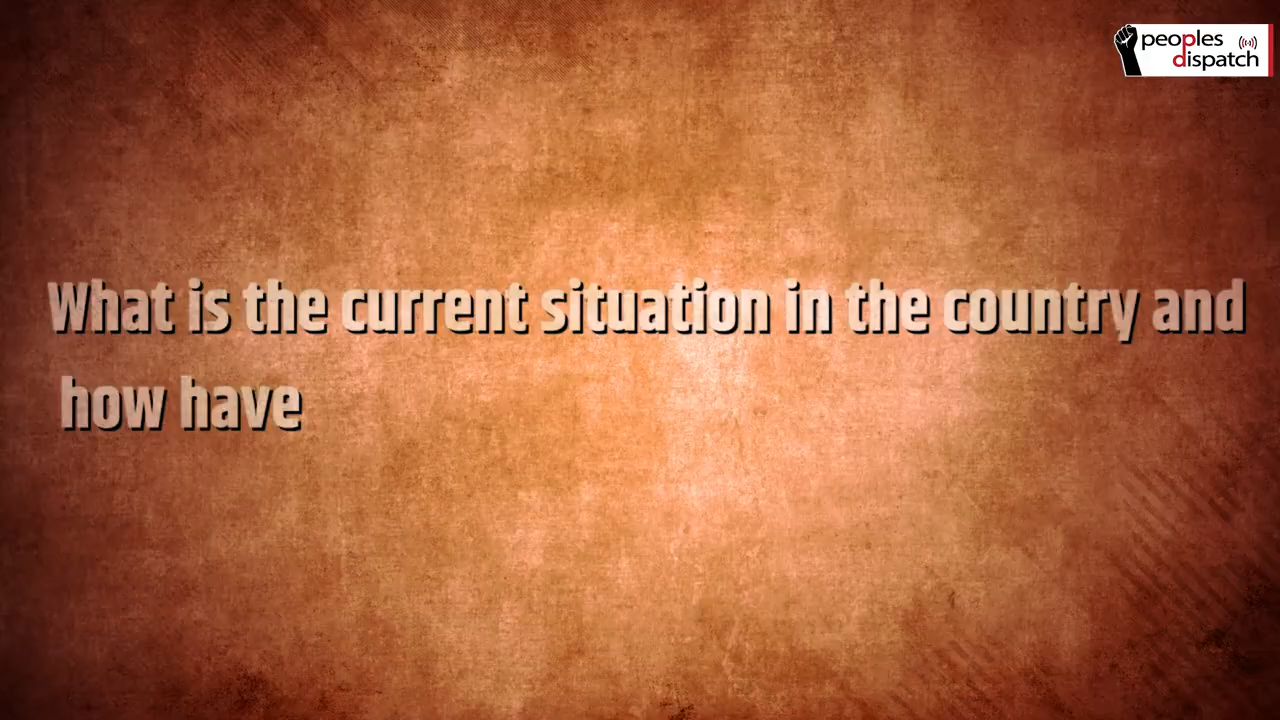 peoples
dispatch
What is the current situation in the country and
how have